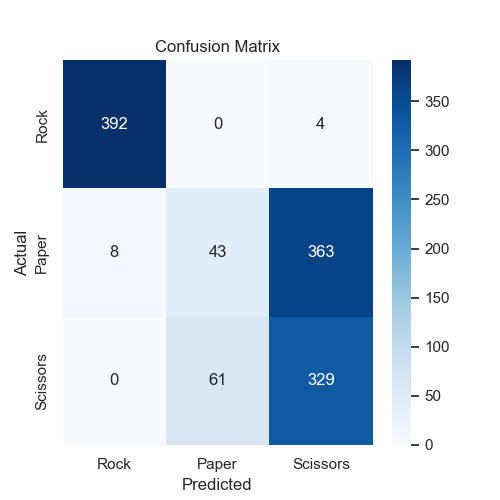 Confusion Matrix
Rock
392
0
4
Actual
Paper
8
43
363
Scissors
0
61
329
Rock
Paper
Scissors
Predicted
350
300
250
200
150
100
50
0